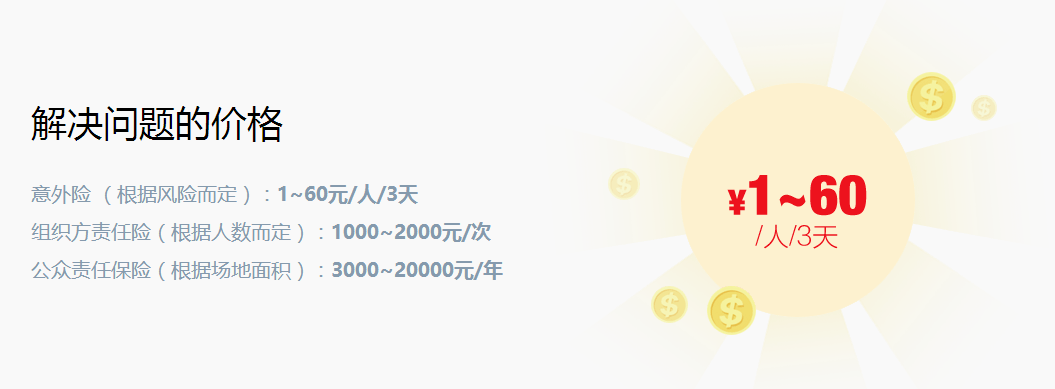 解决问题的价格
意外险 （根据风险而定）：1~60元/人/3天
组织方责任险（根据人数而定）：1000~2000元/次
公众责任保险（根据场地面积）：3000~20000元/年
¥1~60
/人/3天